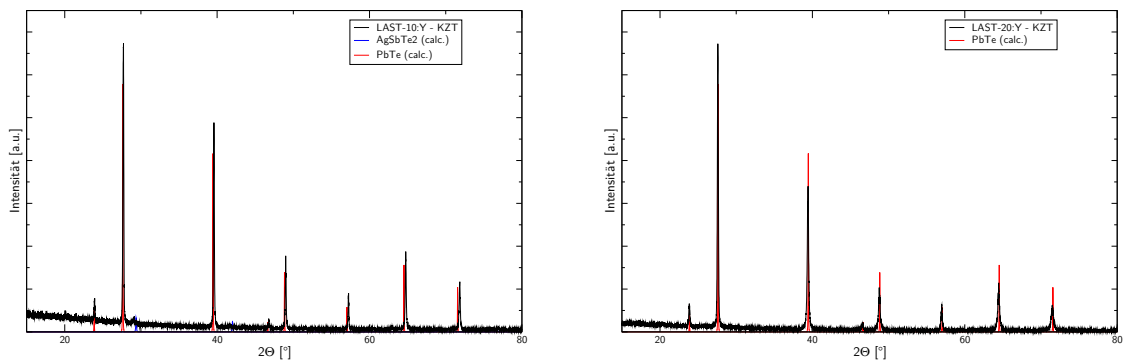 LAST-10:Y - KZT
AgSbTe2 (calc.)
PbTe (calc.)
Intensität [a.u.]
20
40
60
80
2Θ [°]
LAST-20:Y - KZT
PbTe (calc.)
Intensität [a.u.]
20
40
60
80
2Θ [°]